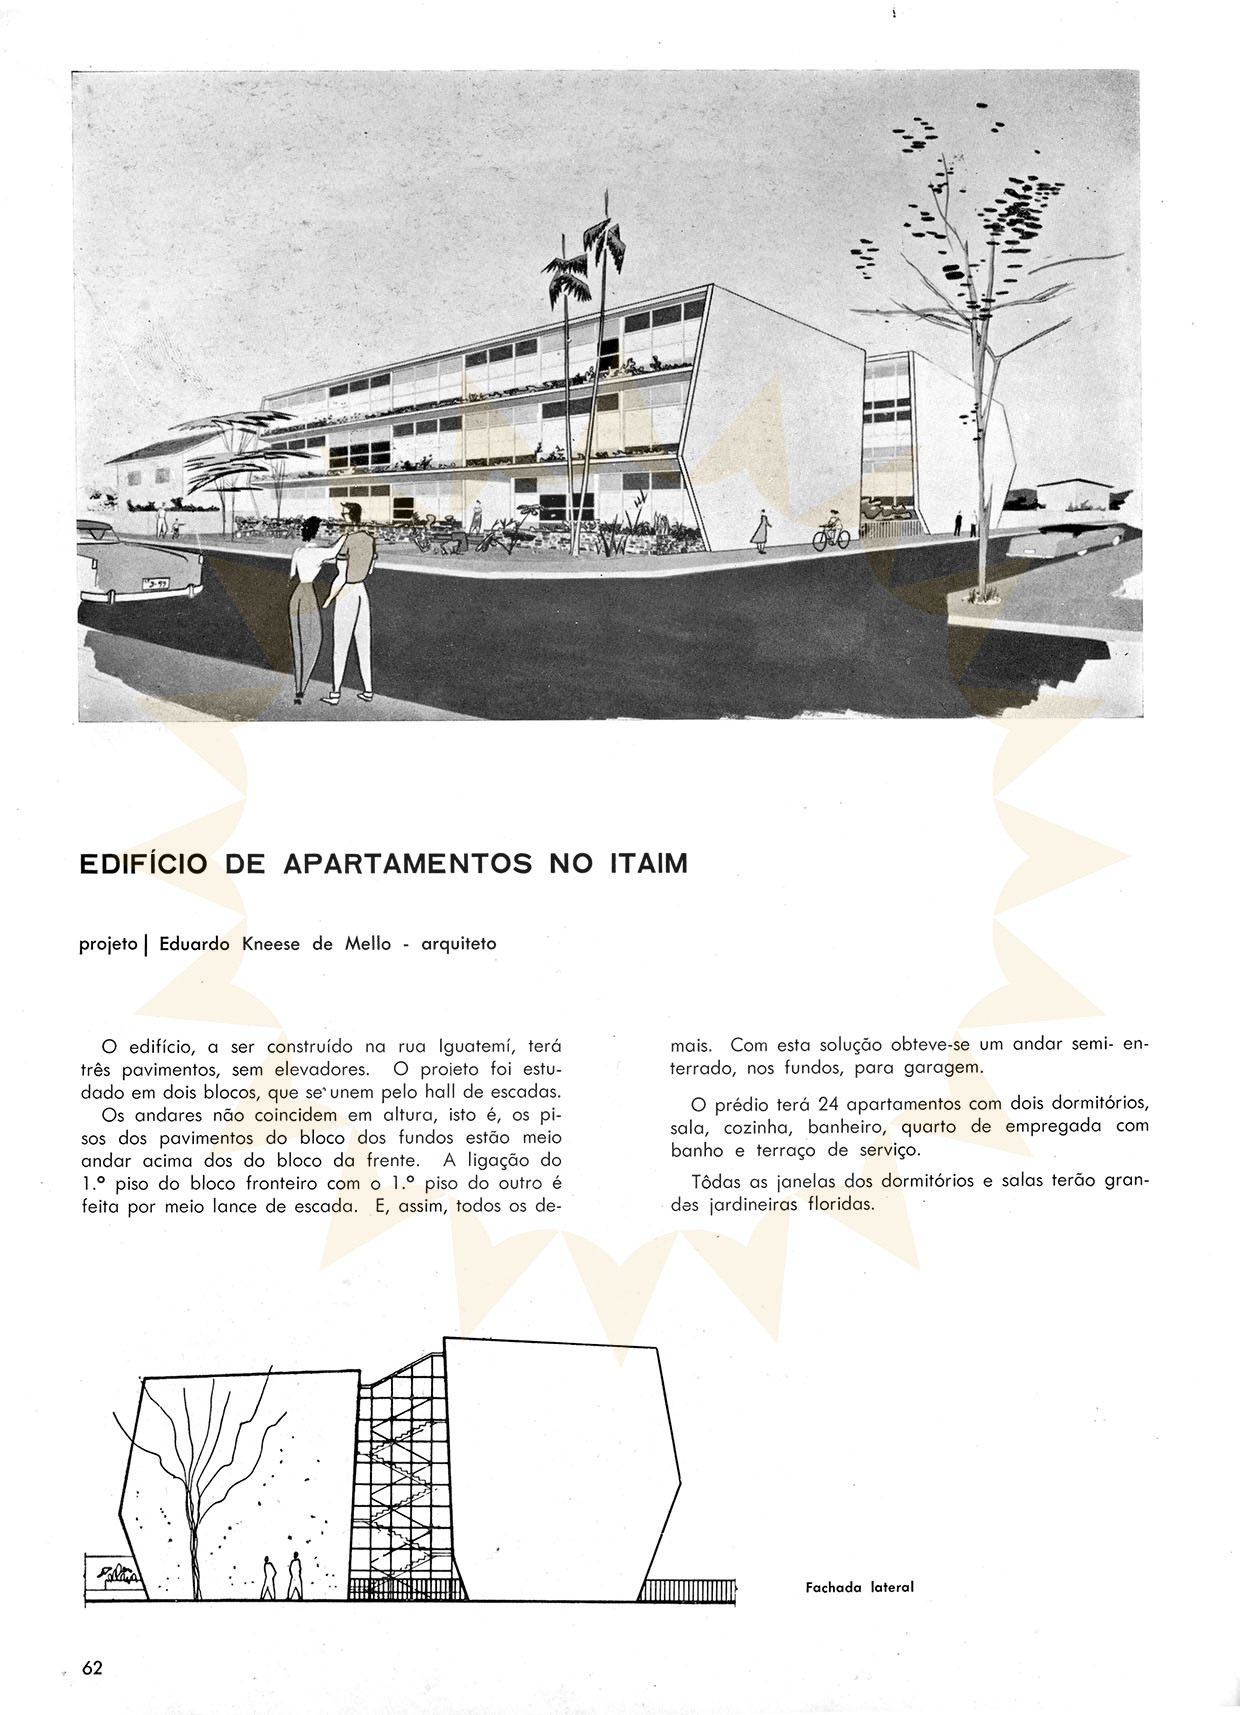 EDIFÍCIO DE APARTAMENTOS NO ITAIM
projeto | Eduardo Kneese de Mello - arquiteto
O edifício, a ser construído na rua Iguatemí, terá
três pavimentos, sem elevadores. O projeto foi estu-
dado em dois blocos, que se unem pelo hall de escadas.
Os andares não coincidem em altura, isto é, os pi-
sos dos pavimentos do bloco dos fundos estão meio
andar acima dos do bloco da frente. A ligação do
1.º piso do bloco fronteiro com o 1.º piso do outro é
feita por meio lance de escada. E, assim, todos os de-
mais. Com esta solução obteve-se um andar semi- en-
terrado, nos fundos, para garagem.
O prédio terá 24 apartamentos com dois dormitórios,
sala, cozinha, banheiro, quarto de empregada com
banho e terraço de serviço.
Tôdas as janelas dos dormitórios e salas terão gran-
des jardineiras floridas.
Fachada lateral
62